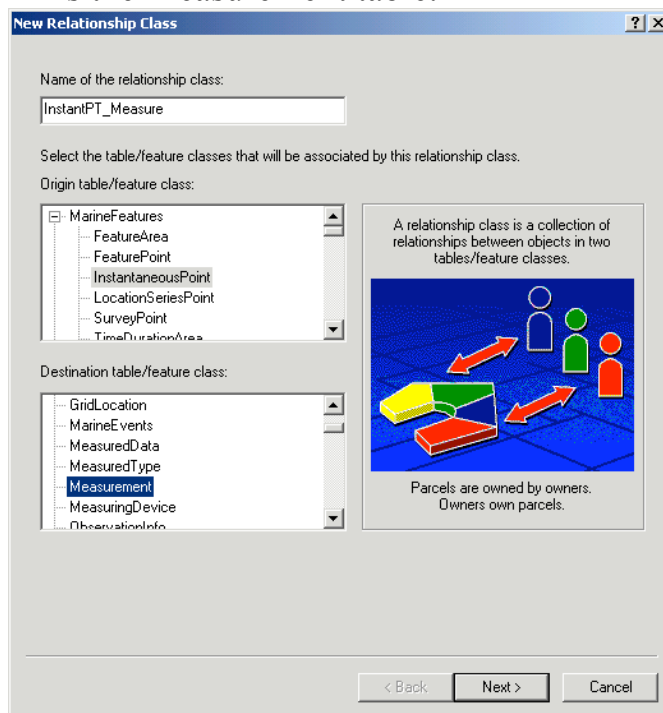 New Relationship Class
Name of the relationship class:
InstantPT_Measure
Select the table/feature classes that will be associated by this relationship class.
Origin table/feature class:
MarineFeatures
FeatureArea
FeaturePoint
InstantaneousPoint
LocationSeriesPoint
SurveyPoint
TimeDurationArea
A relationship class is a collection of
relationships between objects in two
tables/feature classes.
Destination table/feature class:
GridLocation
MarineEvents
MeasuredData
MeasuredType
Measurement
MeasuringDevice
ObservationInfo
Parcels are owned by owners.
Owners own parcels.
< Back
Next >
Cancel